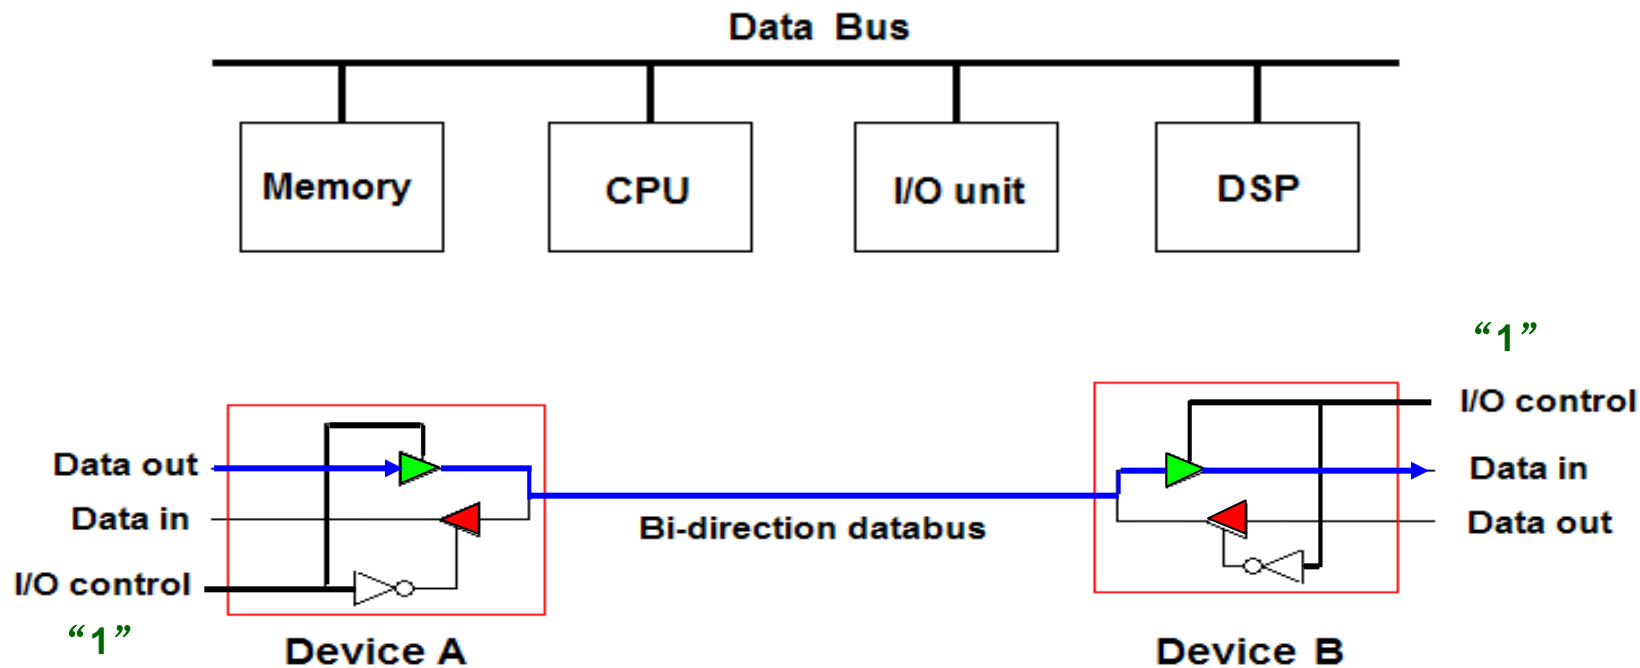 Data Bus
Memory
CPU
I/O unit
DSP
“1”
I/O control
Data out
Data in
Data in
Bi-direction databus
Data out
I/O control
“1”
Device A
Device B